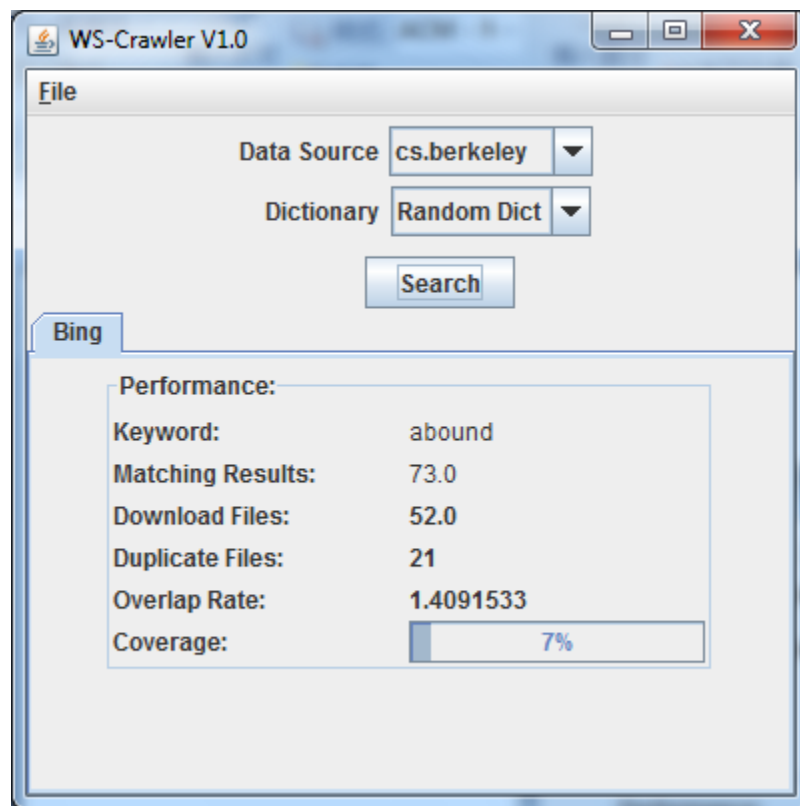 WS-Crawler V1.0
File
Data Source cs.berkeley
Dictionary Random Dict
Search
Bing
Performance:
Keyword: abound
Matching Results: 73.0
Download Files: 52.0
Duplicate Files: 21
Overlap Rate: 1.4091533
Coverage: 7%